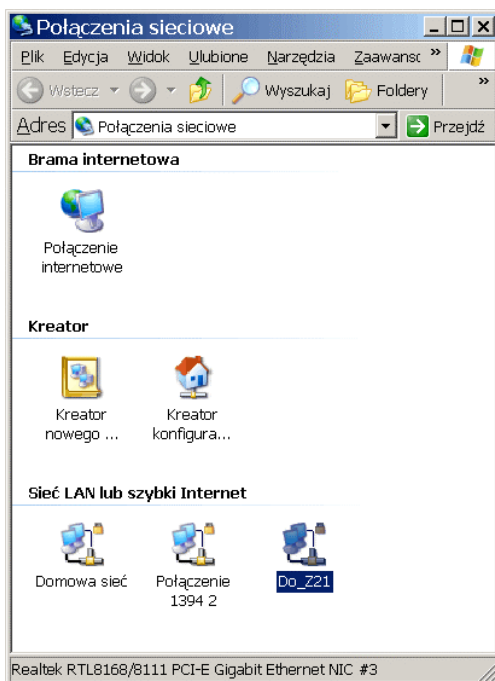 Połączenia sieciowe
Plik Edycja Widok Ulubione Narzędzia Zaawansc »
Wstecz Wyszukaj Foldery »
Adres Połączenia sieciowe Przejdź
Brama internetowa
Połączenie
internetowe
Kreator
Kreator
nowego ...
Kreator
konfigura...
Sieć LAN lub szybki Internet
Domowa sieć
Połączenie
1394 2
Do_Z21
Realtek RTL8168/8111 PCI-E Gigabit Ethernet NIC #3